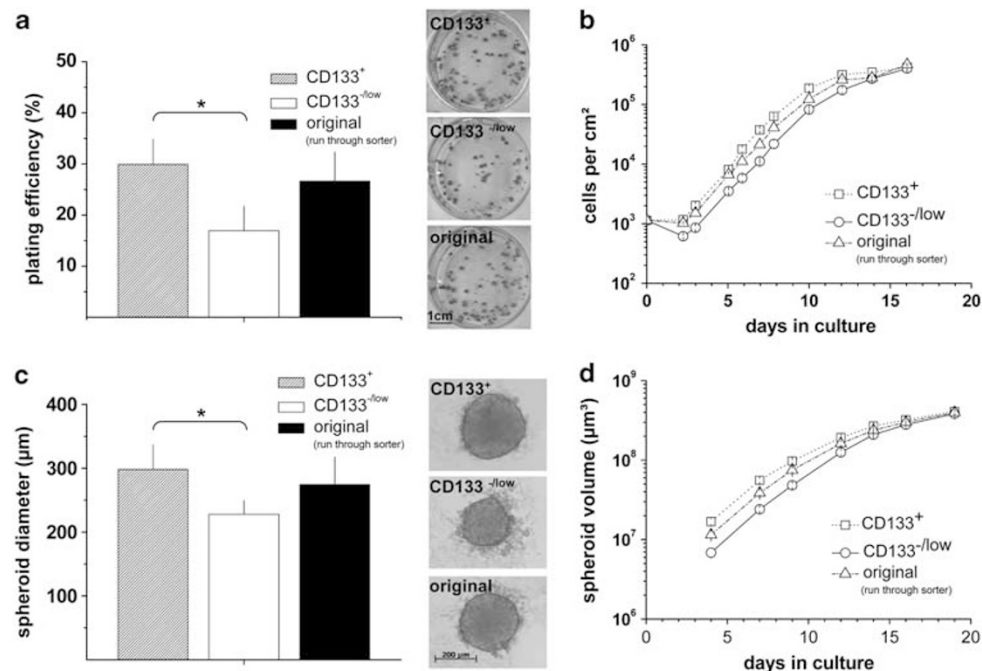 a
plating efficiency (%)
50
40
30
20
10
*
CD133⁺
CD133⁻/ˡᵒʷ
original
(run through sorter)
CD133⁺
CD133 ⁻/ˡᵒʷ
original
1cm
b
cells per cm²
10⁶
10⁵
10⁴
10³
10²
0 5 10 15 20
days in culture
CD133⁺
CD133⁻/ˡᵒʷ
original
(run through sorter)
c
spheroid diameter (µm)
400
300
200
100
*
CD133⁺
CD133⁻/ˡᵒʷ
original
(run through sorter)
CD133⁺
CD133 ⁻/ˡᵒʷ
original
200 µm
d
spheroid volume (µm³)
10⁹
10⁸
10⁷
10⁶
0 5 10 15 20
days in culture
CD133⁺
CD133⁻/ˡᵒʷ
original
(run through sorter)